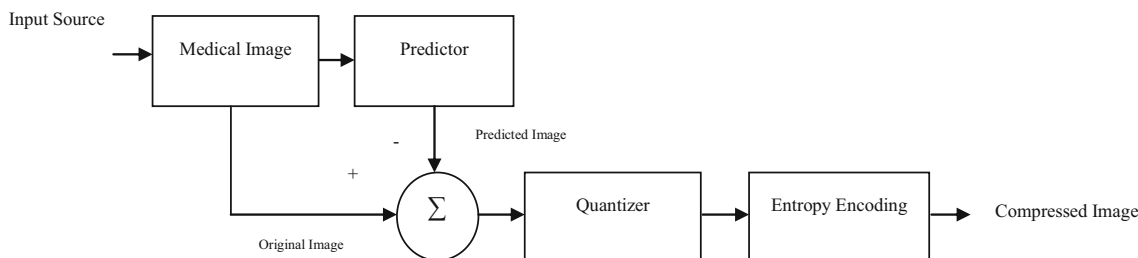 Input Source
Medical Image
Predictor
Predicted Image
-
+
Σ
Quantizer
Entropy Encoding
Compressed Image
Original Image